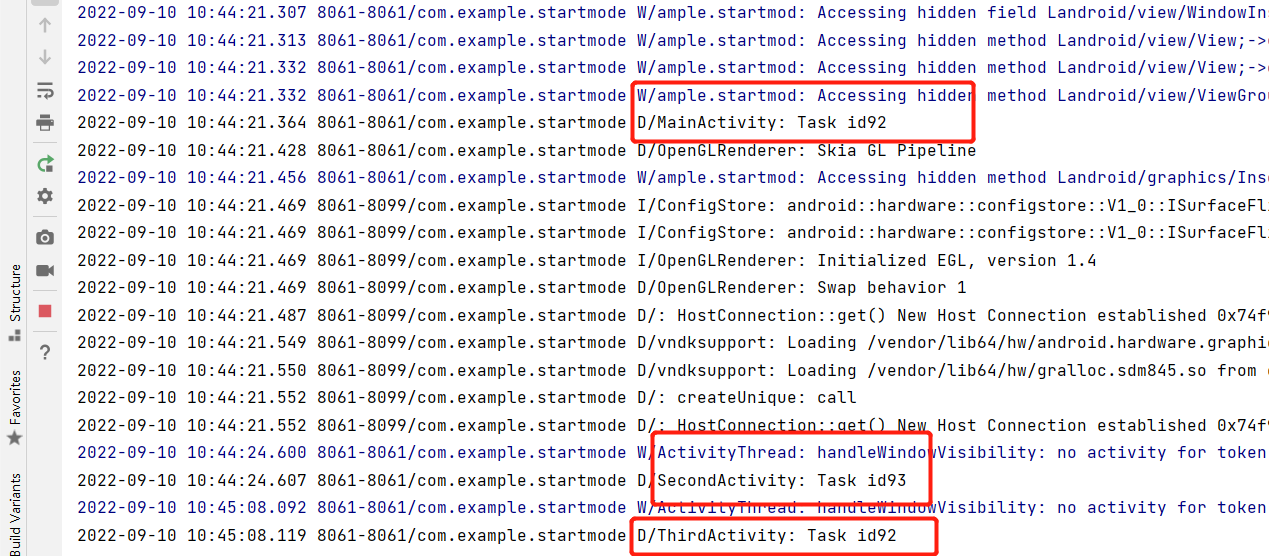 2022-09-10 10:44:21.307 8061-8061/com.example.startmode W/ample.startmod: Accessing hidden field Landroid/view/WindowIns
2022-09-10 10:44:21.313 8061-8061/com.example.startmode W/ample.startmod: Accessing hidden method Landroid/view/View;->
2022-09-10 10:44:21.332 8061-8061/com.example.startmode W/ample.startmod: Accessing hidden method Landroid/view/View;->
2022-09-10 10:44:21.332 8061-8061/com.example.startmode W/ample.startmod: Accessing hidden method Landroid/view/ViewGrou
2022-09-10 10:44:21.364 8061-8061/com.example.startmode D/MainActivity: Task id92
2022-09-10 10:44:21.428 8061-8061/com.example.startmode D/OpenGLRenderer: Skia GL Pipeline
2022-09-10 10:44:21.456 8061-8061/com.example.startmode W/ample.startmod: Accessing hidden method Landroid/graphics/Inse
2022-09-10 10:44:21.469 8061-8099/com.example.startmode I/ConfigStore: android::hardware::configstore::V1_0::ISurfaceFl
2022-09-10 10:44:21.469 8061-8099/com.example.startmode I/ConfigStore: android::hardware::configstore::V1_0::ISurfaceFl
2022-09-10 10:44:21.469 8061-8099/com.example.startmode I/OpenGLRenderer: Initialized EGL, version 1.4
2022-09-10 10:44:21.469 8061-8099/com.example.startmode D/OpenGLRenderer: Swap behavior 1
2022-09-10 10:44:21.487 8061-8099/com.example.startmode D/: HostConnection::get() New Host Connection established 0x74f9
2022-09-10 10:44:21.549 8061-8099/com.example.startmode D/vndksupport: Loading /vendor/lib64/hw/android.hardware.graphic
2022-09-10 10:44:21.550 8061-8099/com.example.startmode D/vndksupport: Loading /vendor/lib64/hw/gralloc.sdm845.so from
2022-09-10 10:44:21.552 8061-8099/com.example.startmode D/: createUnique: call
2022-09-10 10:44:21.552 8061-8099/com.example.startmode D/: HostConnection::get() New Host Connection established 0x74f9
2022-09-10 10:44:24.600 8061-8061/com.example.startmode W/ActivityThread: handleWindowVisibility: no activity for token
2022-09-10 10:44:24.607 8061-8061/com.example.startmode D/SecondActivity: Task id93
2022-09-10 10:45:08.092 8061-8061/com.example.startmode W/ActivityThread: handleWindowVisibility: no activity for token
2022-09-10 10:45:08.119 8061-8061/com.example.startmode D/ThirdActivity: Task id92
Structure
Favorites
Build Variants